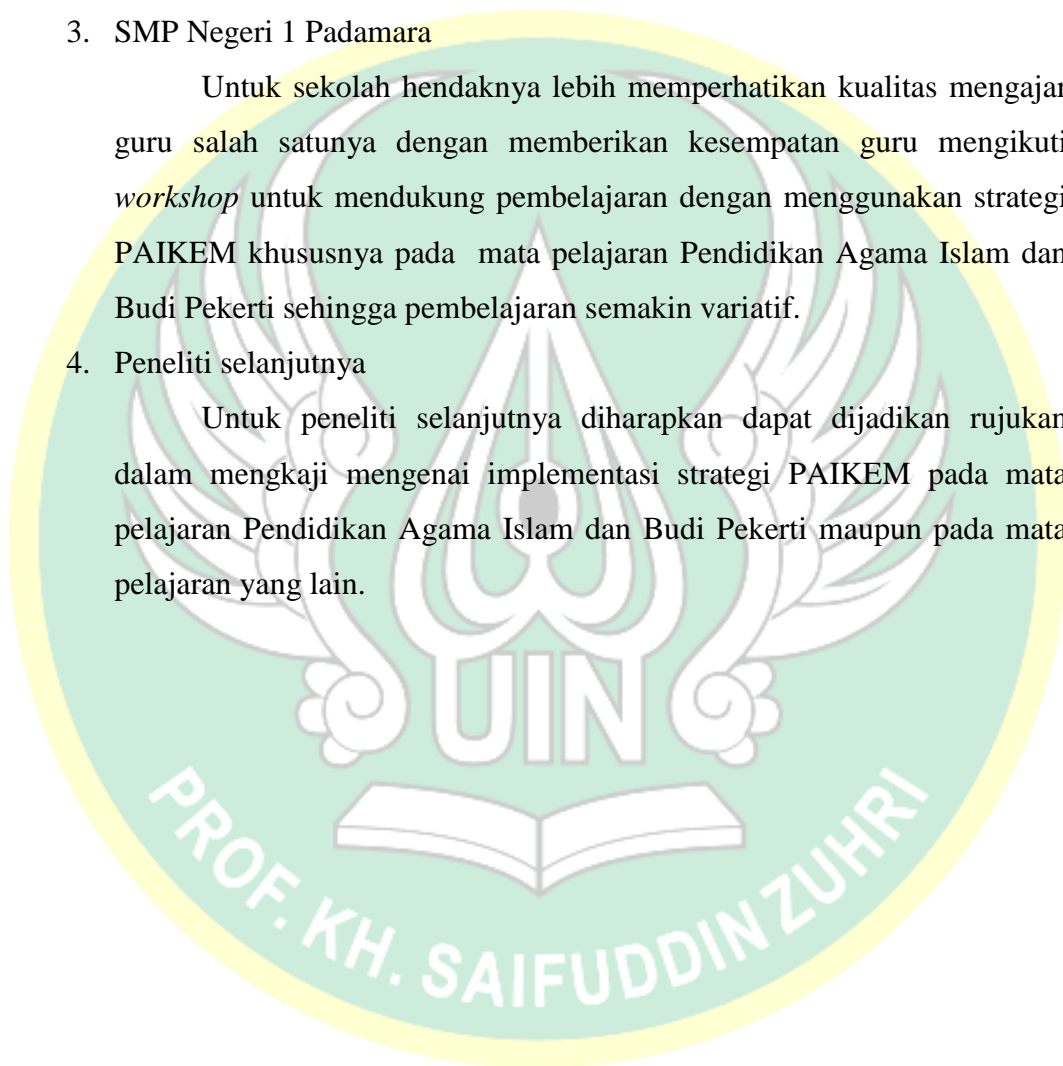 3. SMP Negeri 1 Padamara
Untuk sekolah hendaknya lebih memperhatikan kualitas mengajar
guru salah satunya dengan memberikan kesempatan guru mengikuti
workshop untuk mendukung pembelajaran dengan menggunakan strategi
PAIKEM khususnya pada mata pelajaran Pendidikan Agama Islam dan
Budi Pekerti sehingga pembelajaran semakin variatif.
4. Peneliti selanjutnya
Untuk peneliti selanjutnya diharapkan dapat dijadikan rujukan
dalam mengkaji mengenai implementasi strategi PAIKEM pada mata
pelajaran Pendidikan Agama Islam dan Budi Pekerti maupun pada mata
pelajaran yang lain.
UIN
PROF. KH. SAIFUDDIN ZUHRI